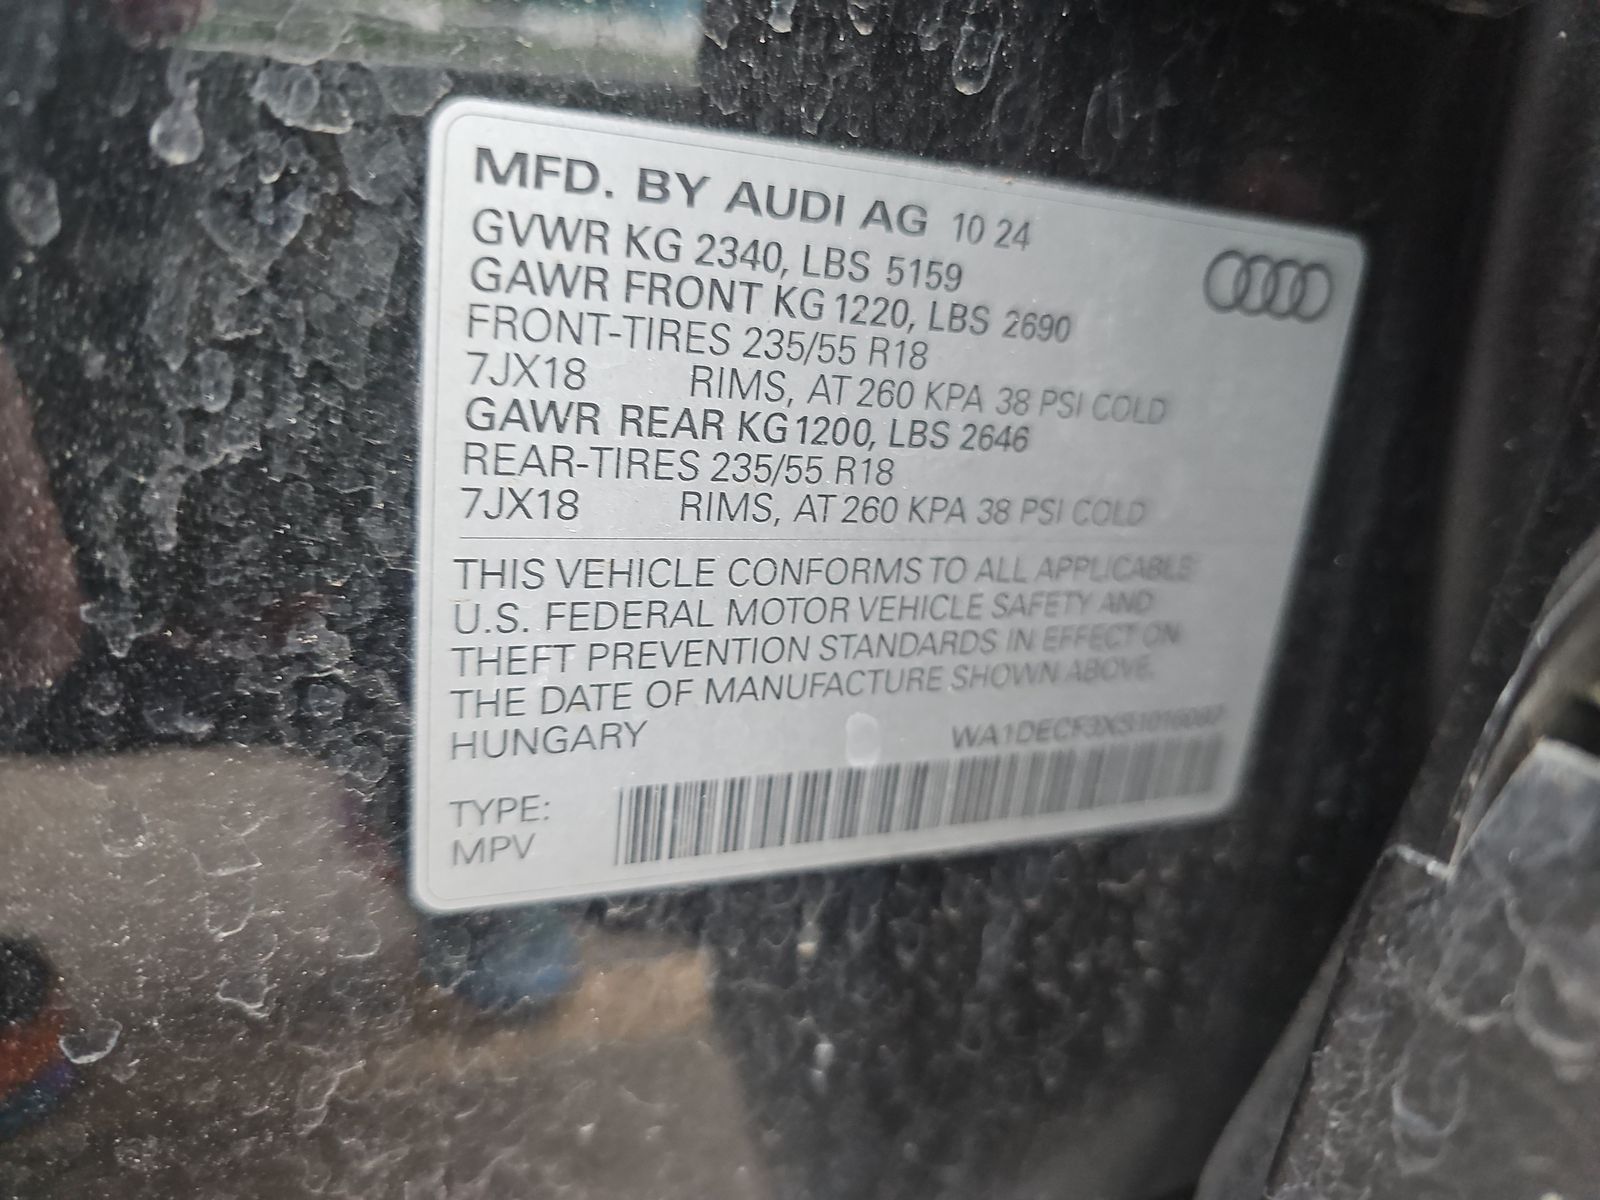 MFD. BY AUDI AG 10 24
GVWR KG 2340, LBS 5159
GAWR FRONT KG 1220, LBS 2690
FRONT-TIRES 235/55 R18
7JX18 RIMS, AT 260 KPA 38 PSI COLD
GAWR REAR KG 1200, LBS 2646
REAR-TIRES 235/55 R18
7JX18 RIMS, AT 260 KPA 38 PSI COLD
THIS VEHICLE CONFORMS TO ALL APPLICABLE
U.S. FEDERAL MOTOR VEHICLE SAFETY AND
THEFT PREVENTION STANDARDS IN EFFECT ON
THE DATE OF MANUFACTURE SHOWN ABOVE.
HUNGARY
TYPE:
MPV